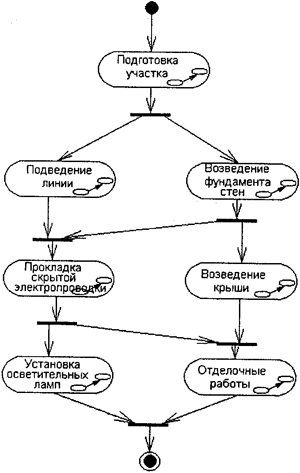 Подготовка
участка
Подведение
линии
Возведение
фундамента
стен
Прокладка
скрытой
электропроводки
Возведение
крыши
Установка
осветительных
ламп
Отделочные
работы